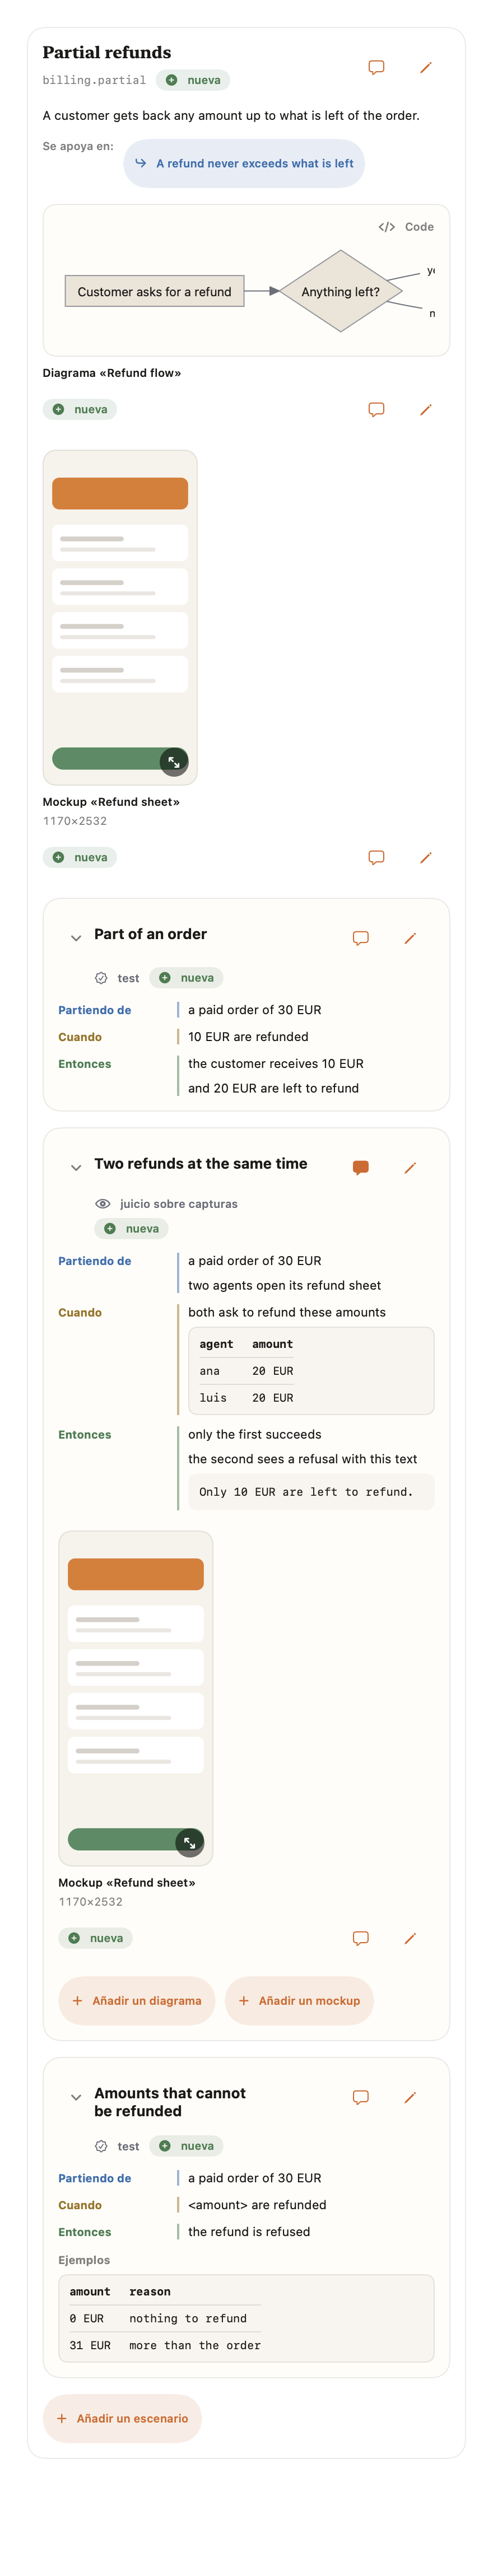 Partial refunds
billing.partial nueva
A customer gets back any amount up to what is left of the order.
Se apoya en:
A refund never exceeds what is left
Code
Customer asks for a refund
Anything left?
Diagrama «Refund flow»
nueva
Mockup «Refund sheet»
1170×2532
nueva
Part of an order
test nueva
Partiendo de a paid order of 30 EUR
Cuando 10 EUR are refunded
Entonces the customer receives 10 EUR
and 20 EUR are left to refund
Two refunds at the same time
juicio sobre capturas
nueva
Partiendo de a paid order of 30 EUR
two agents open its refund sheet
Cuando both ask to refund these amounts
agent amount
ana 20 EUR
luis 20 EUR
Entonces only the first succeeds
the second sees a refusal with this text
Only 10 EUR are left to refund.
Mockup «Refund sheet»
1170×2532
nueva
Añadir un diagrama Añadir un mockup
Amounts that cannot
be refunded
test nueva
Partiendo de a paid order of 30 EUR
Cuando <amount> are refunded
Entonces the refund is refused
Ejemplos
amount reason
0 EUR nothing to refund
31 EUR more than the order
Añadir un escenario